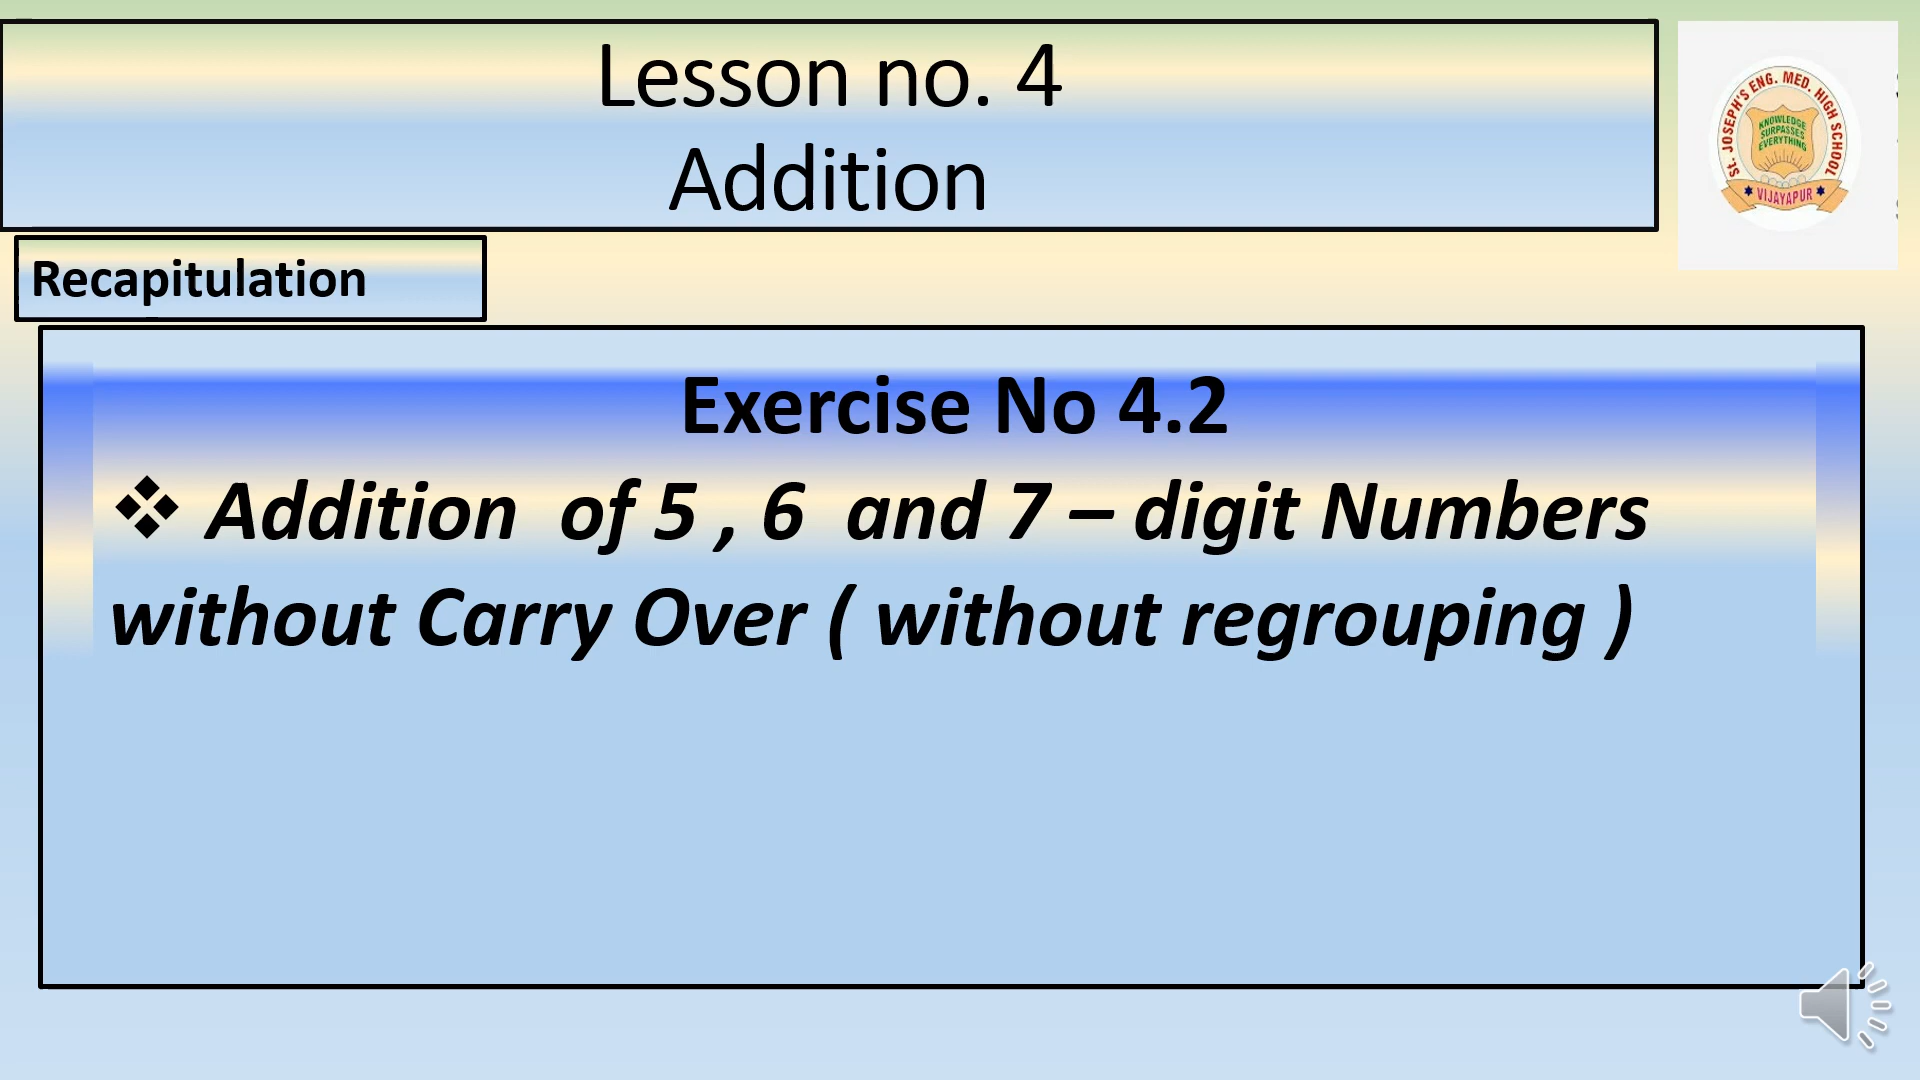 Lesson no. 4
Addition
St. JOSEPH'S ENG. MED. HIGH SCHOOL
KNOWLEDGE
SURPASSES
EVERYTHING
VIJAYAPUR
Recapitulation
Exercise No 4.2
❖ Addition of 5 , 6 and 7 – digit Numbers
without Carry Over ( without regrouping )